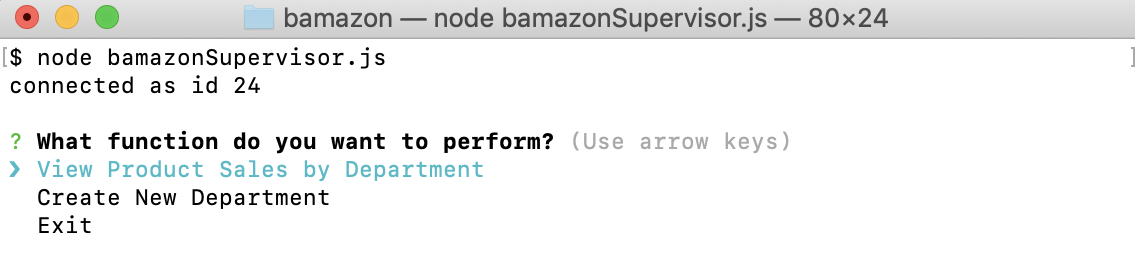 bamazon — node bamazonSupervisor.js — 80×24
[$ node bamazonSupervisor.js ]
connected as id 24
? What function do you want to perform? (Use arrow keys)
❯ View Product Sales by Department
Create New Department
Exit